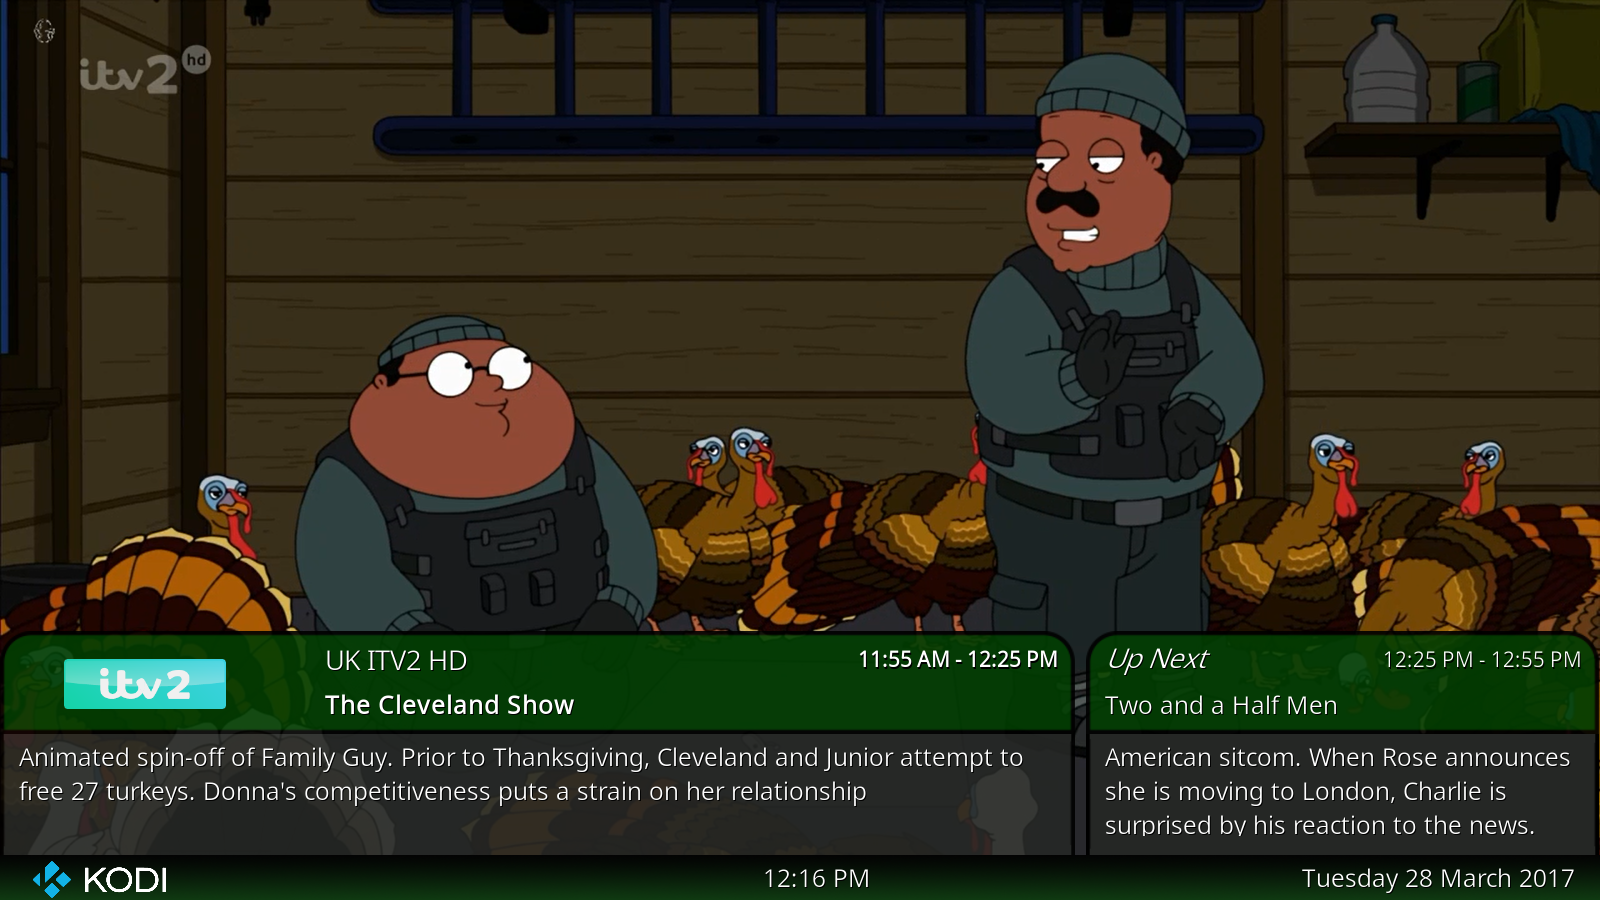 itv2 hd
itv2
UK ITV2 HD
11:55 AM - 12:25 PM
The Cleveland Show
Animated spin-off of Family Guy. Prior to Thanksgiving, Cleveland and Junior attempt to
free 27 turkeys. Donna's competitiveness puts a strain on her relationship
Up Next
12:25 PM - 12:55 PM
Two and a Half Men
American sitcom. When Rose announces
she is moving to London, Charlie is
surprised by his reaction to the news.
KODI
12:16 PM
Tuesday 28 March 2017